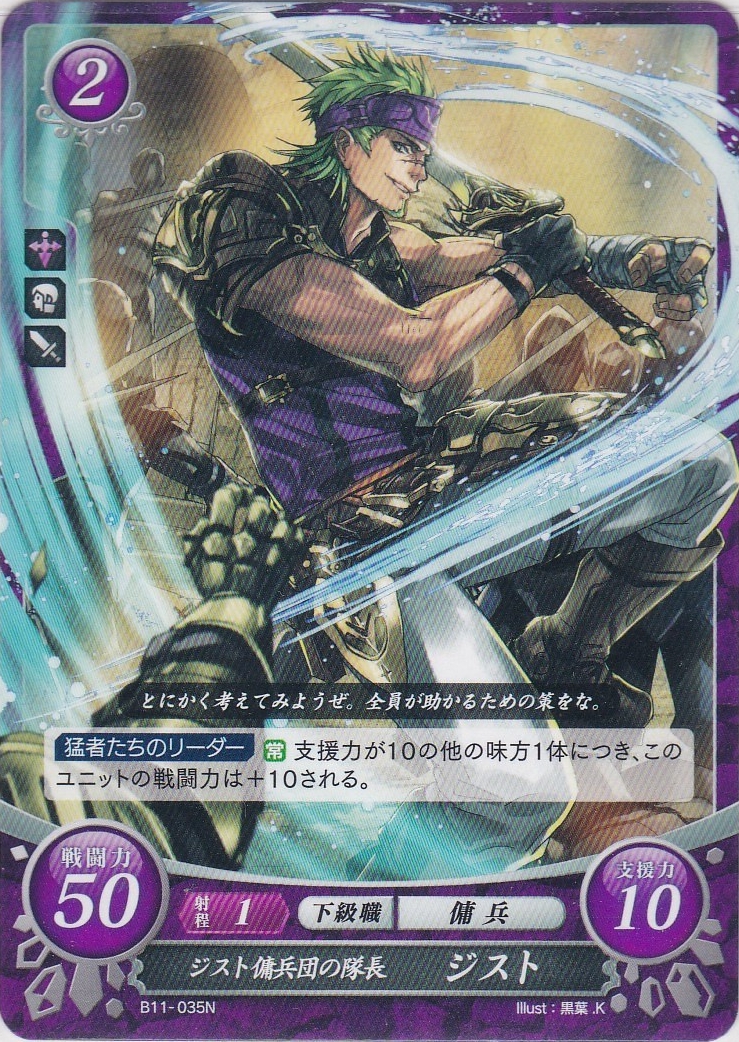 2
とにかく考えてみようぜ。全員が助かるための策をな。
猛者たちのリーダー 常 支援力が10の他の味方1体につき、この
ユニットの戦闘力は+10される。
戦闘力
50
射程 1
下級職 傭兵
支援力
10
ジスト傭兵団の隊長 ジスト
B11-035N
Illust:黒葉.K